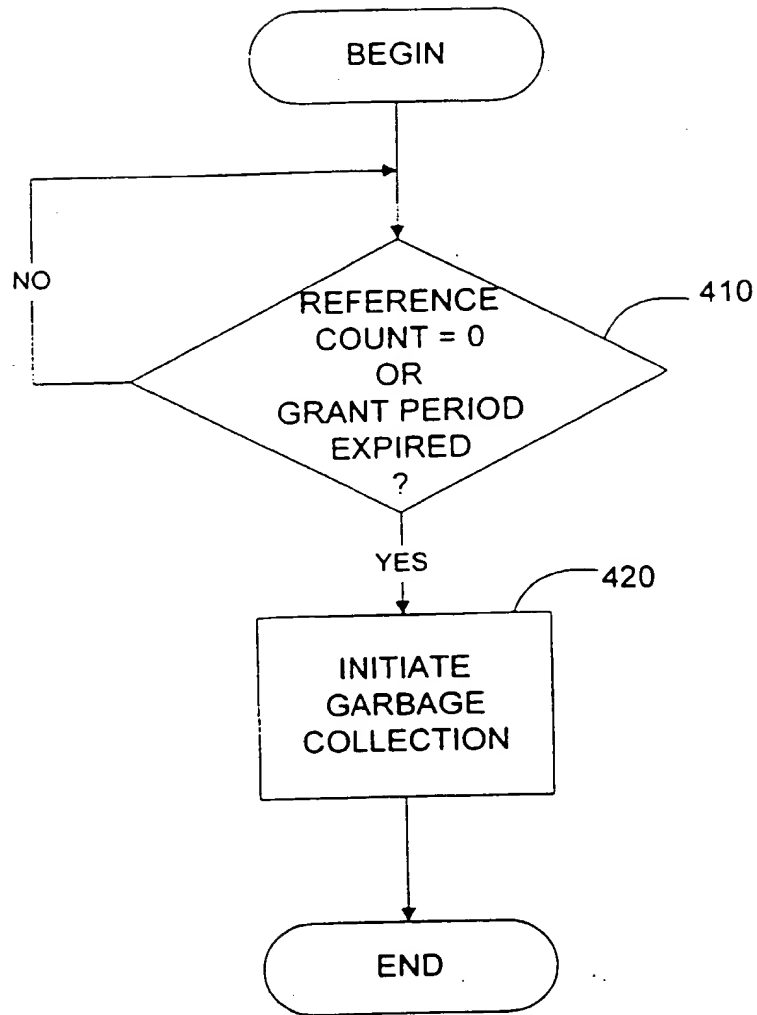 BEGIN
NO
REFERENCE
COUNT = 0
OR
GRANT PERIOD
EXPIRED
?
410
YES
420
INITIATE
GARBAGE
COLLECTION
END